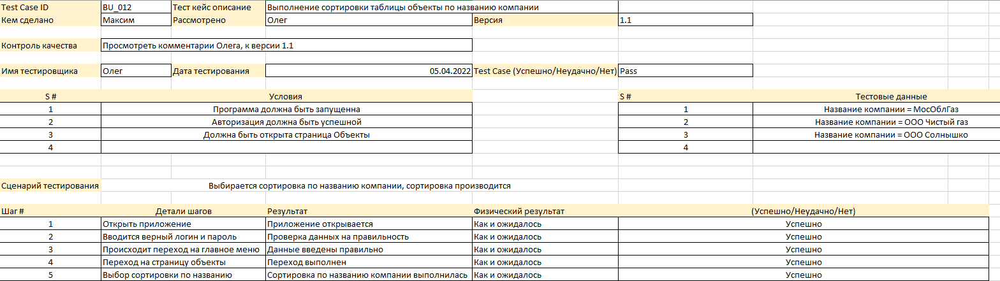 Test Case ID BU_012 Тест кейс описание Выполнение сортировки таблицы объекты по названию компании
Кем сделано Максим Рассмотрено Олег Версия 1.1
Контроль качества Просмотреть комментарии Олега, к версии 1.1
Имя тестировщика Олег Дата тестирования 05.04.2022 Test Case (Успешно/Неудачно/Нет) Pass
S # Условия S # Тестовые данные
1 Программа должна быть запущенна 1 Название компании = МосОблГаз
2 Авторизация должна быть успешной 2 Название компании = ООО Чистый газ
3 Должна быть открыта страница Объекты 3 Название компании = ООО Солнышко
4 4
Сценарий тестирования Выбирается сортировка по названию компании, сортировка производится
Шаг # Детали шагов Результат Физический результат (Успешно/Неудачно/Нет)
1 Открыть приложение Приложение открывается Как и ожидалось Успешно
2 Вводится верный логин и пароль Проверка данных на правильность Как и ожидалось Успешно
3 Происходит переход на главное меню Данные введены правильно Как и ожидалось Успешно
4 Переход на страницу объекты Переход выполнен Как и ожидалось Успешно
5 Выбор сортировки по названию Сортировка по названию компании выполнилась Как и ожидалось Успешно